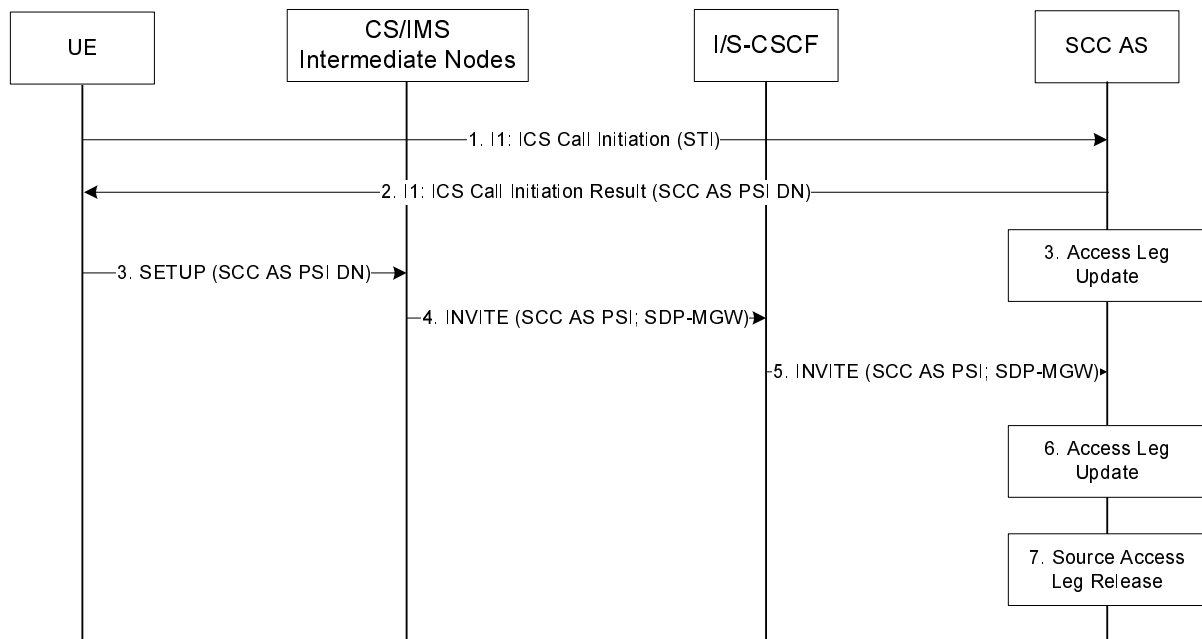 UE
CS/IMS
Intermediate Nodes
I/S-CSCF
SCC AS
1. I1: ICS Call Initiation (STI)
2. I1: ICS Call Initiation Result (SCC AS PSI DN)
3. Access Leg
Update
3. SETUP (SCC AS PSI DN)
4. INVITE (SCC AS PSI; SDP-MGW)
5. INVITE (SCC AS PSI; SDP-MGW)
6. Access Leg
Update
7. Source Access
Leg Release